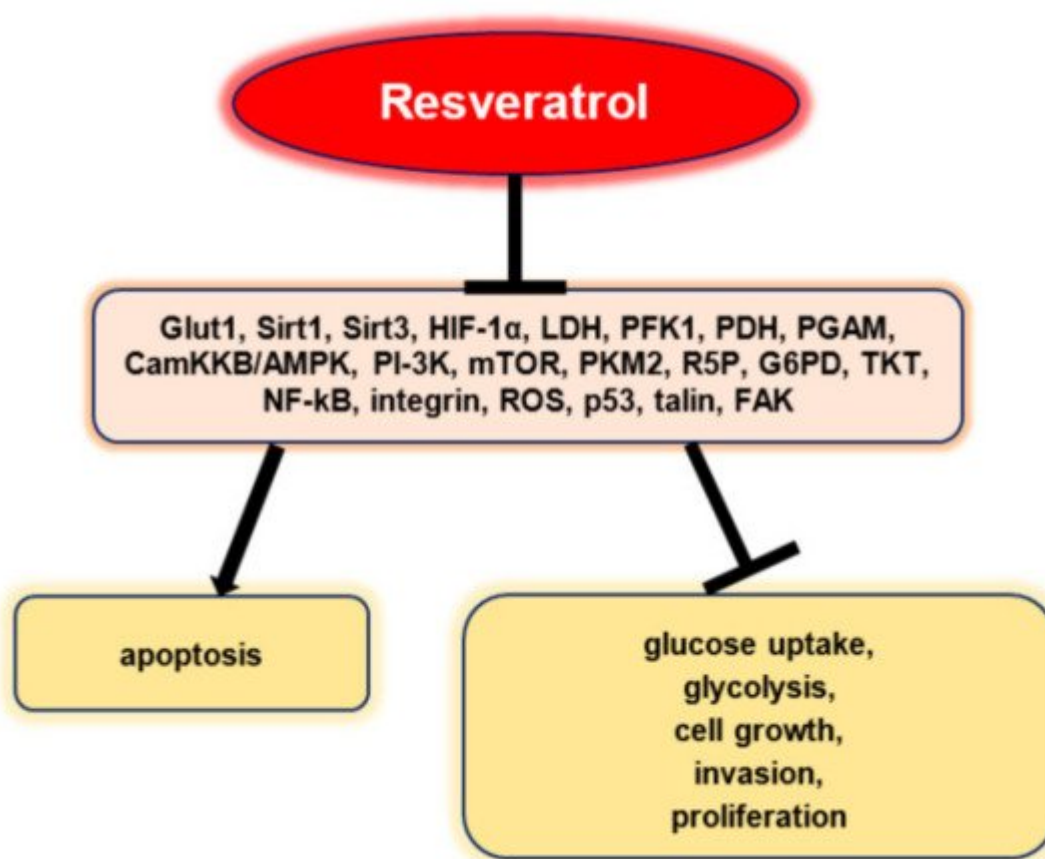 Resveratrol
Glut1, Sirt1, Sirt3, HIF-1α, LDH, PFK1, PDH, PGAM,
CamKKB/AMPK, PI-3K, mTOR, PKM2, R5P, G6PD, TKT,
NF-kB, integrin, ROS, p53, talin, FAK
apoptosis
glucose uptake,
glycolysis,
cell growth,
invasion,
proliferation